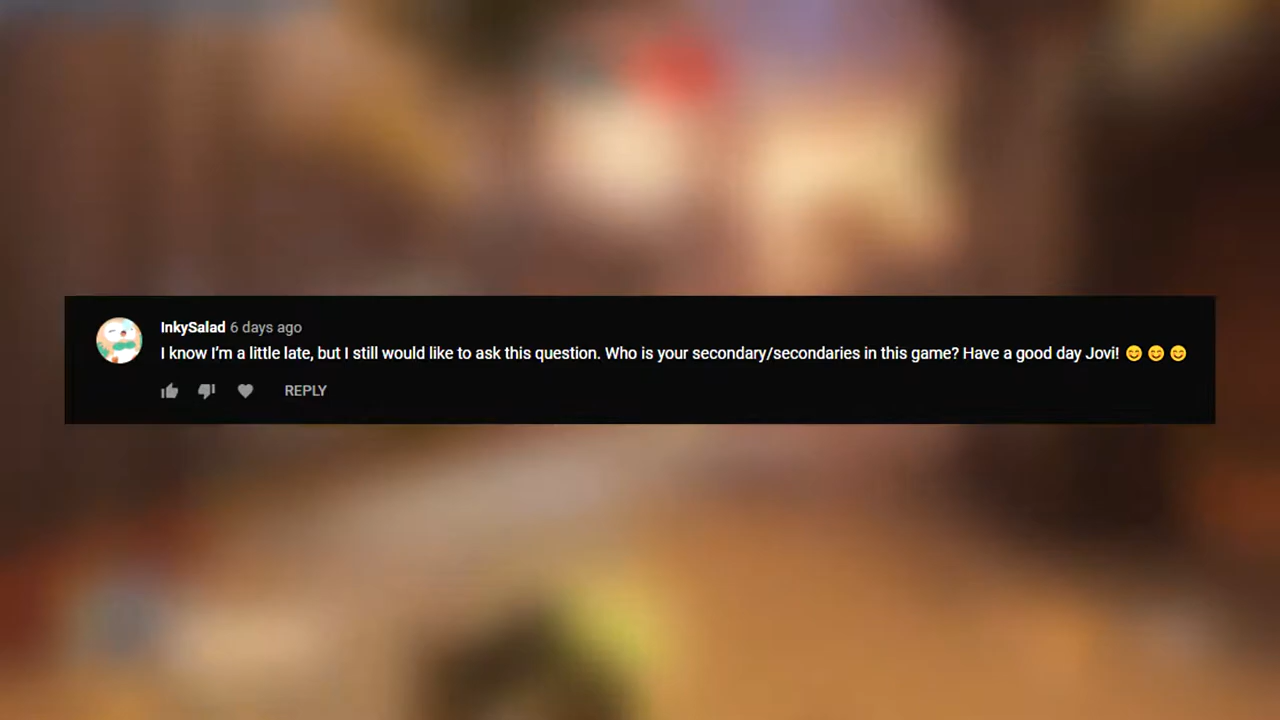 InkySalad 6 days ago
I know I'm a little late, but I still would like to ask this question. Who is your secondary/secondaries in this game? Have a good day Jovi! 😊 😊 😊
REPLY